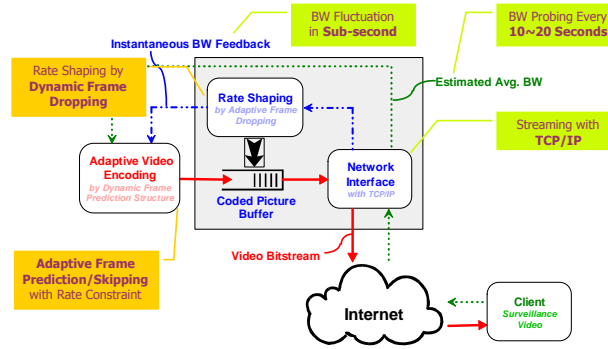 BW Fluctuation
in Sub-second
BW Probing Every
10~20 Seconds
Instantaneous BW Feedback
Rate Shaping by
Dynamic Frame
Dropping
Estimated Avg. BW
Rate Shaping
by Adaptive Frame
Dropping
Streaming with
TCP/IP
Adaptive Video
Encoding
by Dynamic Frame
Prediction Structure
Network
Interface
with TCP/IP
Coded Picture
Buffer
Adaptive Frame
Prediction/Skipping
with Rate Constraint
Video Bitstream
Internet
Client
Surveillance
Video